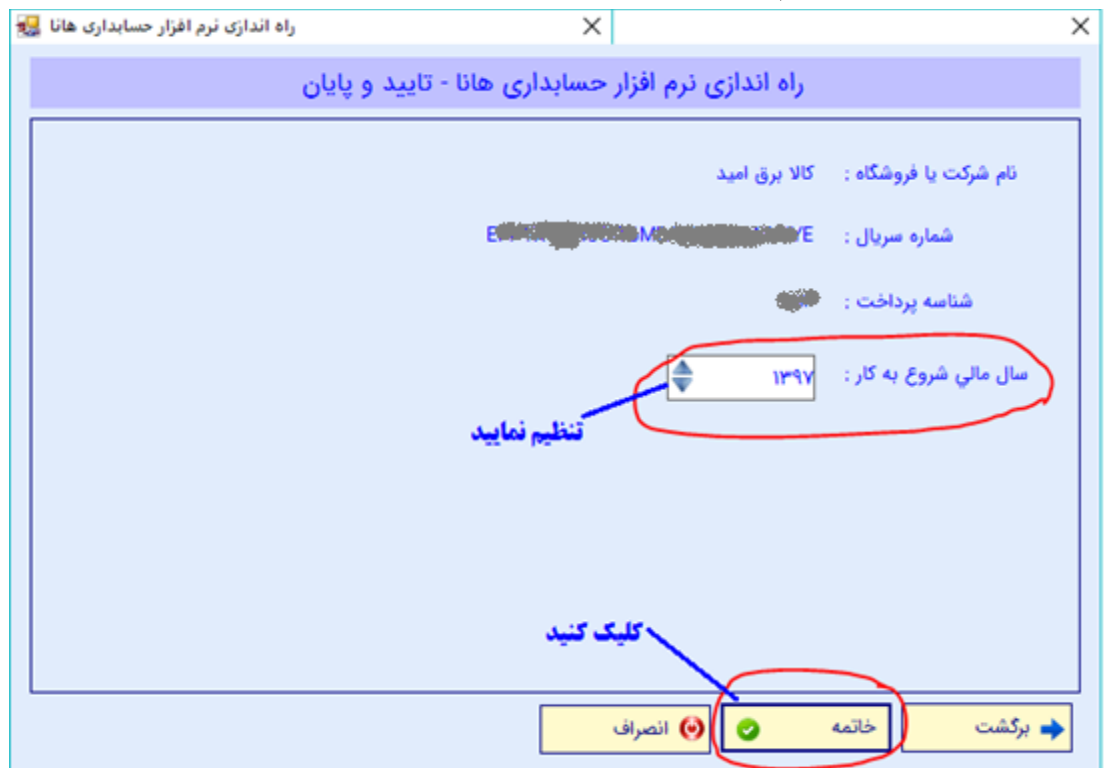 راه اندازی نرم افزار حسابداری هانا
راه اندازی نرم افزار حسابداری هانا - تایید و پایان
نام شرکت یا فروشگاه : کالا برق امید
شماره سریال :
شناسه پرداخت :
سال مالي شروع به کار : ۱۳۹۷
تنظیم نمایید
کلیک کنید
برگشت خاتمه انصراف